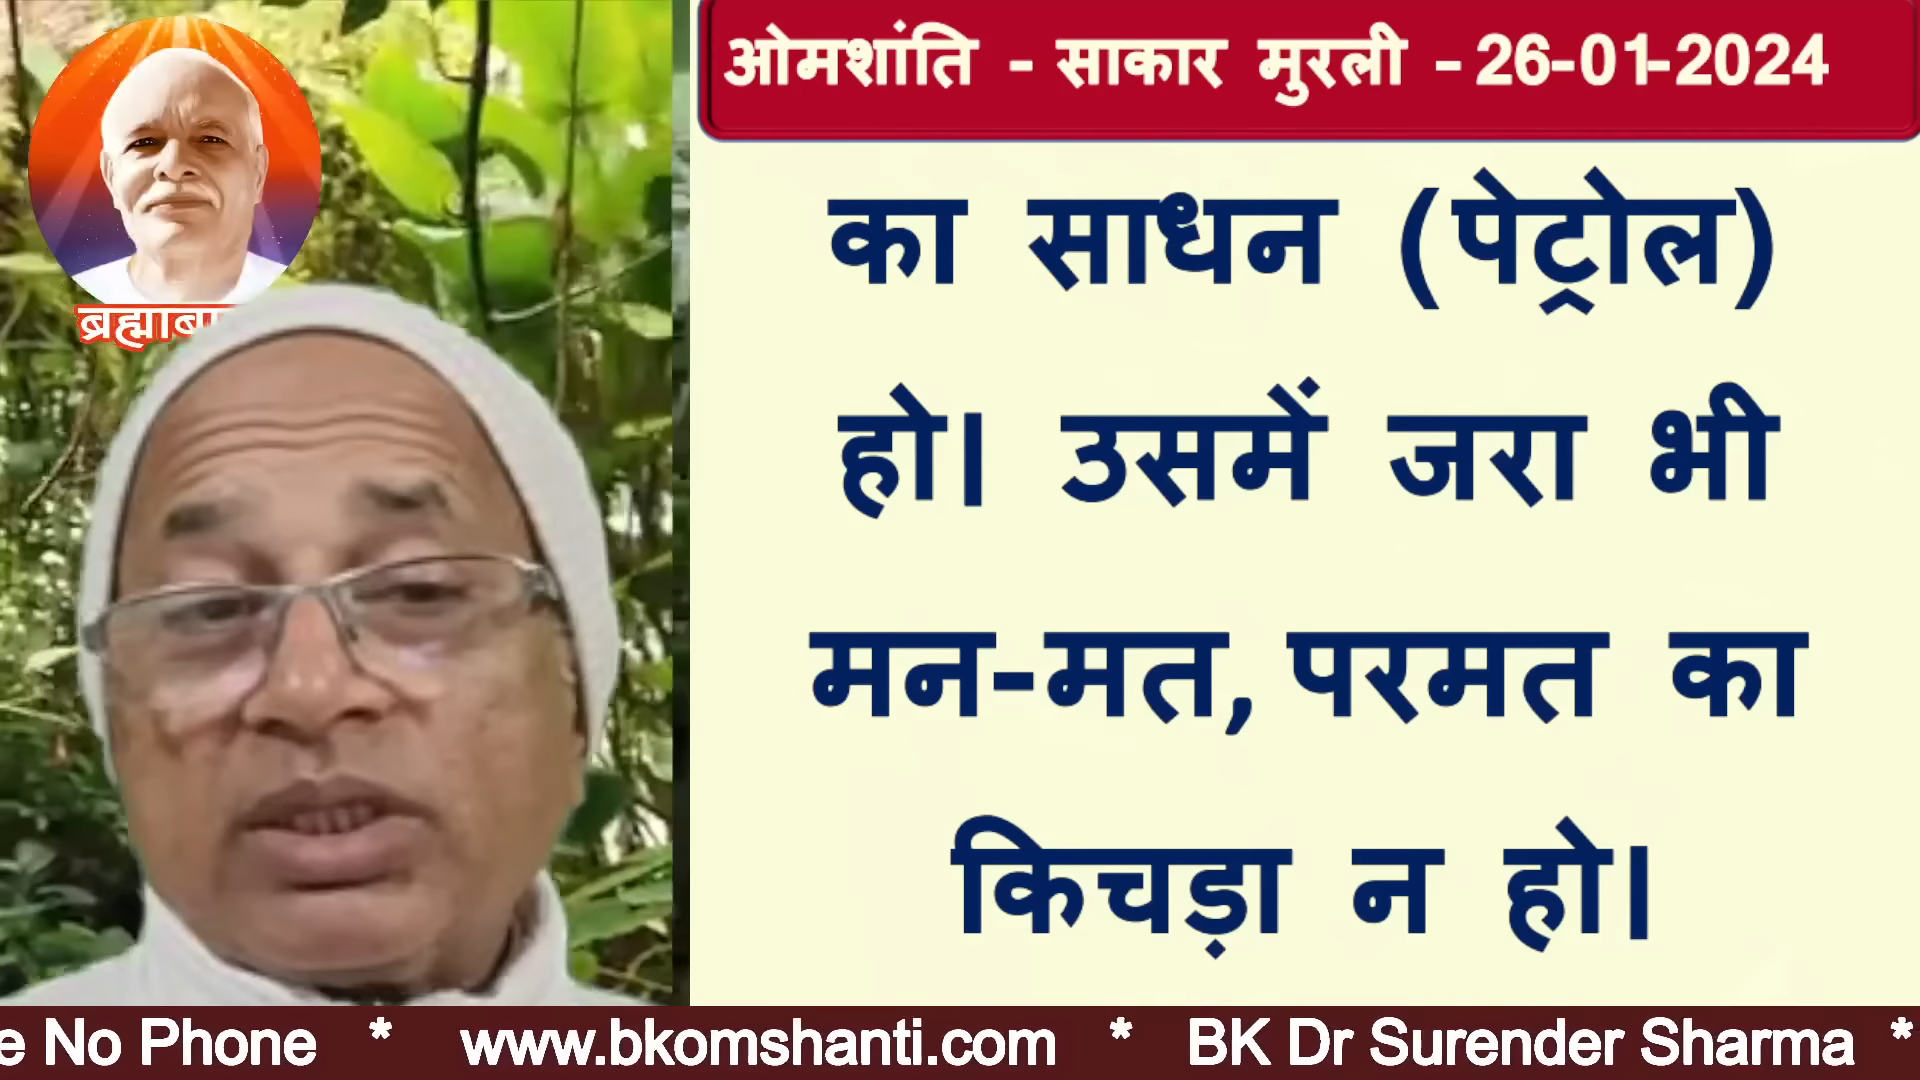 ओमशांति - साकार मुरली - 26-01-2024
का साधन (पेट्रोल)
हो। उसमें जरा भी
मन-मत, परमत का
किचड़ा न हो।
ब्रह्माबा
e No Phone * www.bkomshanti.com * BK Dr Surender Sharma *